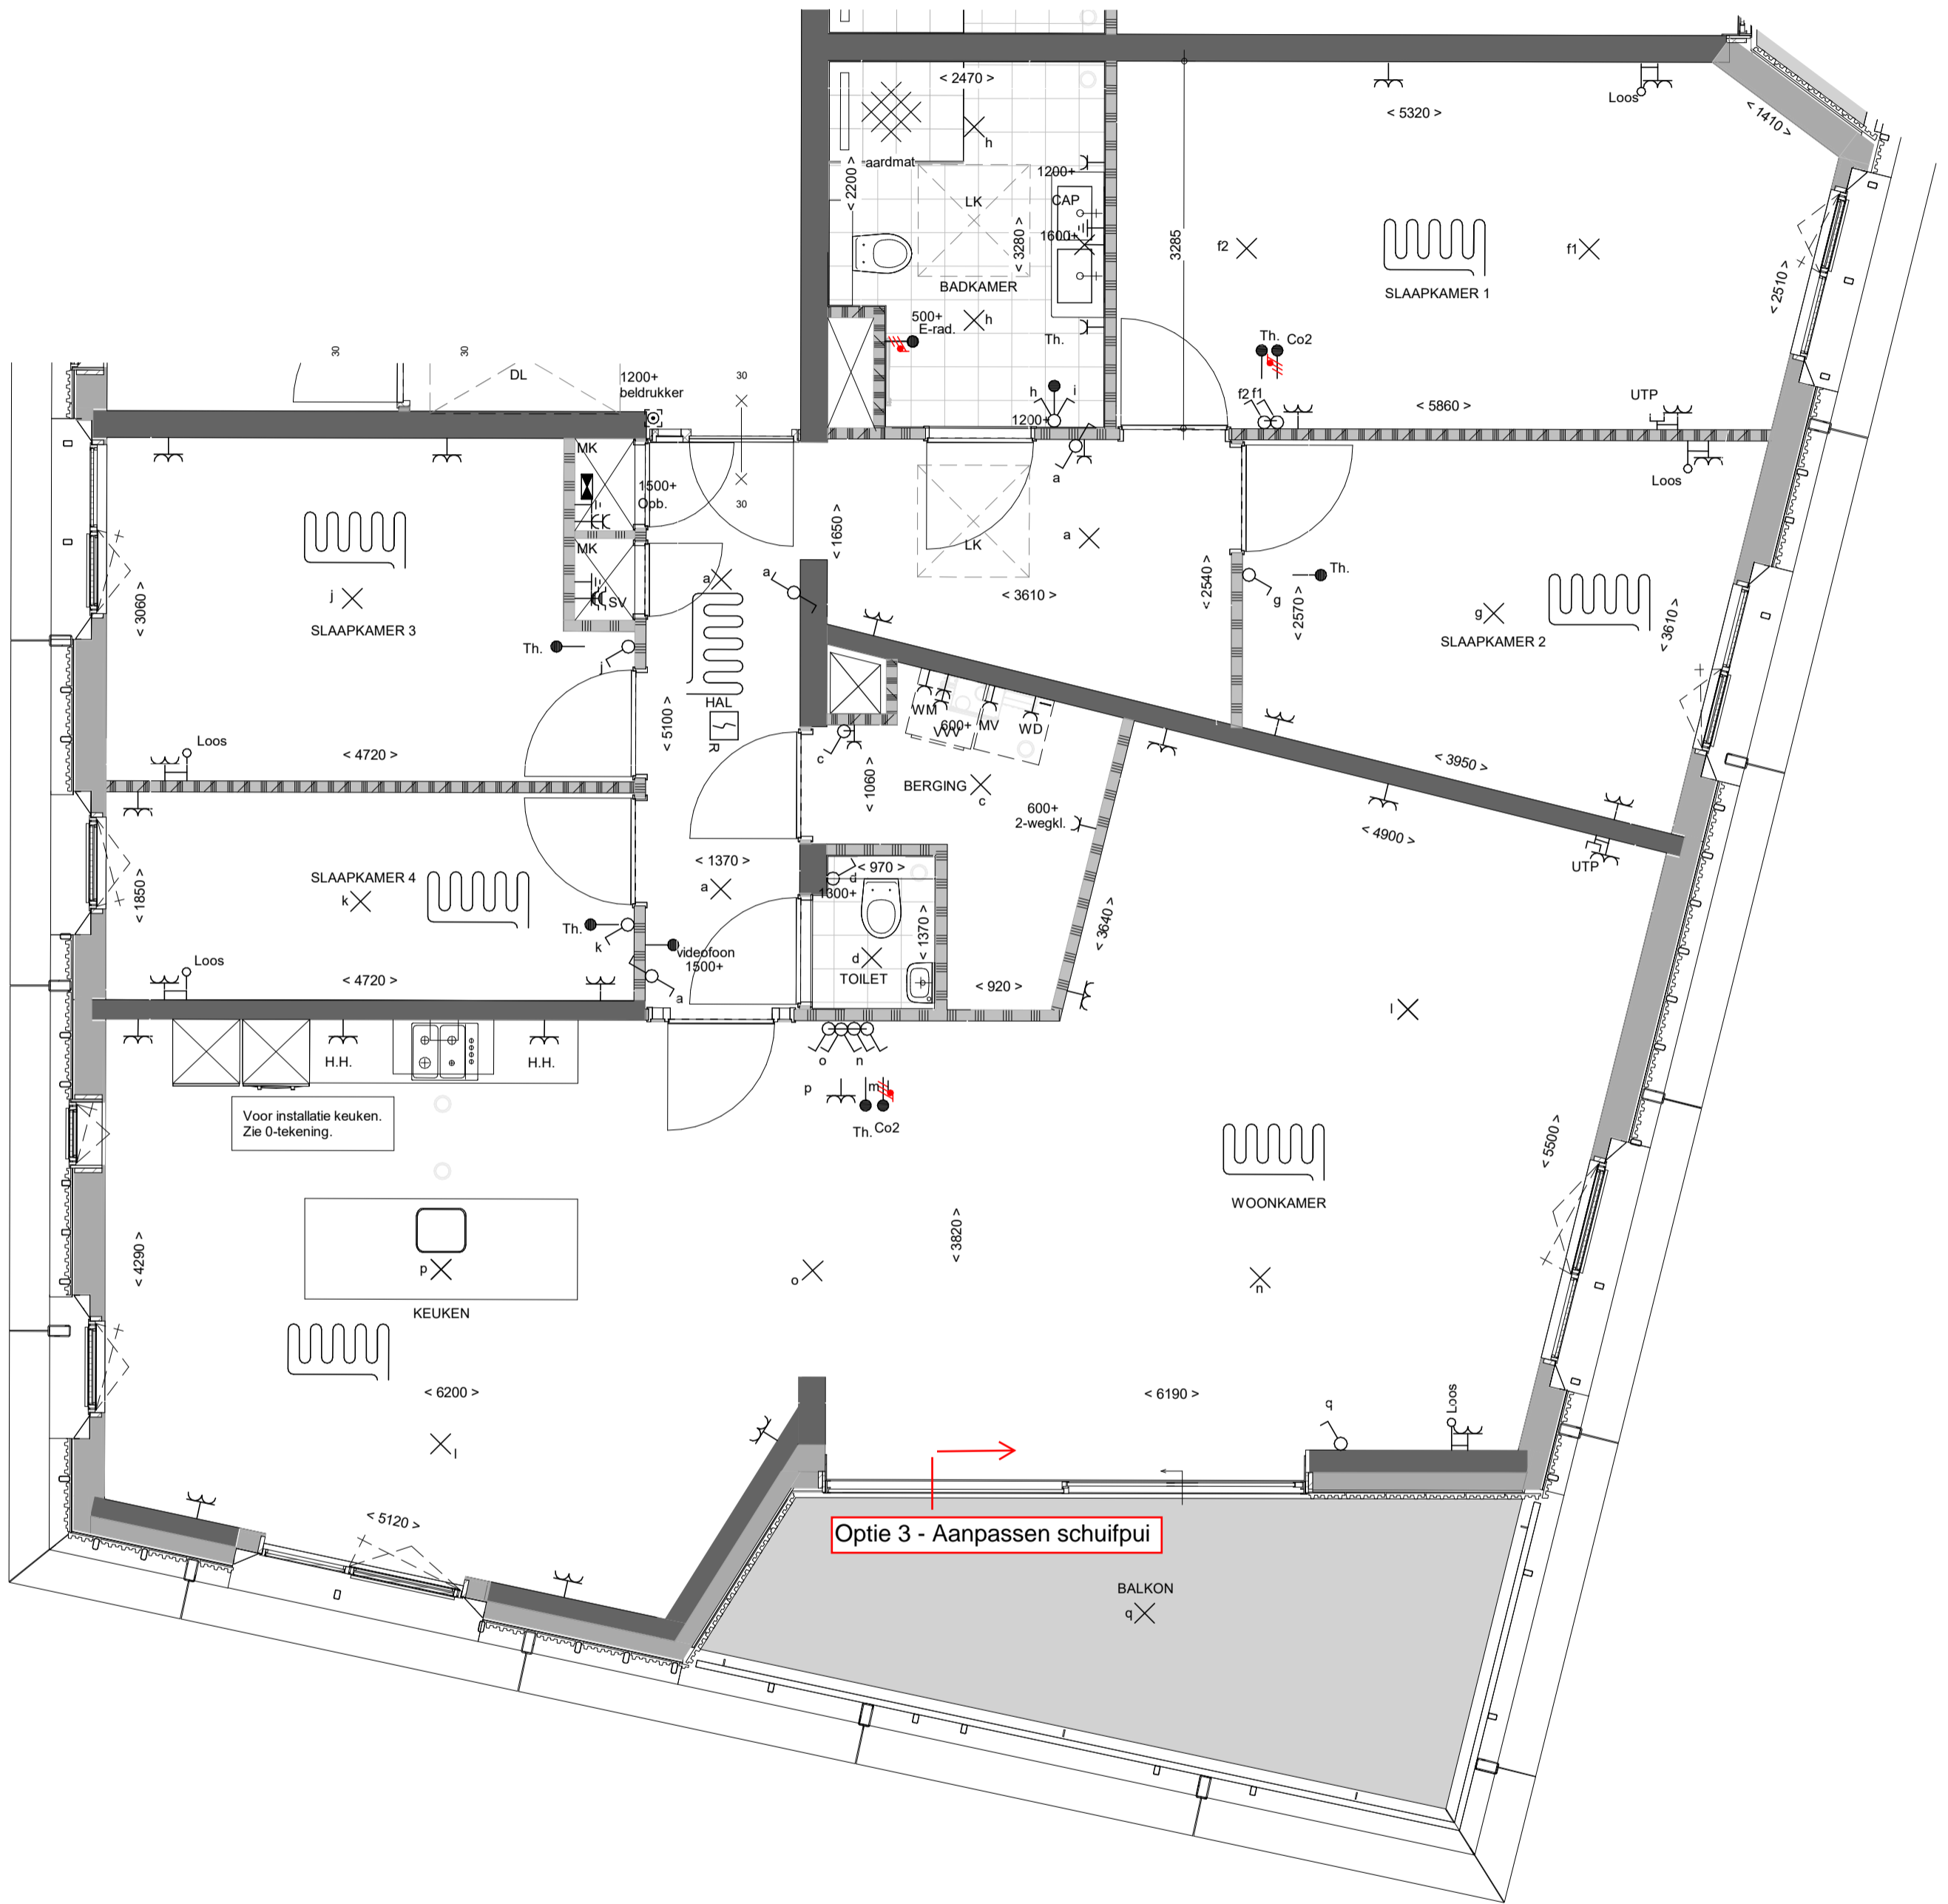 < 2470 >
< 5320 >
Loos
< 1410 >
h
aardmat
1200+
< 2200 >
LK
CAP
< 3280 >
1600+
3285
f2
f1
BADKAMER
SLAAPKAMER 1
< 2510 >
500+
E-rad.
h
Th.
Th.
Co2
30
30
DL
1200+
beldrukker
30
h
i
1200+
f2
f1
< 5860 >
UTP
MK
1500+
Opb.
30
a
Loos
< 1650 >
a
LK
MK
a
a
Th.
SV
j
< 3060 >
SLAAPKAMER 3
< 3610 >
< 2540 >
g
< 2570 >
g
SLAAPKAMER 2
< 3610 >
Th.
j
HAL
R
< 5100 >
WM
600+
VW
MV
WD
Loos
< 4720 >
c
< 1060 >
BERGING
c
600+
2-wegkl.
< 3950 >
< 4900 >
UTP
< 1370 >
< 970 >
SLAAPKAMER 4
k
< 1850 >
a
d
1300+
< 1370 >
< 3640 >
Th.
k
videofoon
1500+
d
TOILET
Loos
< 4720 >
a
< 920 >
l
H.H.
H.H.
o
n
p
m
Th.
Co2
Voor installatie keuken.
Zie 0-tekening.
< 5500 >
WOONKAMER
< 4290 >
< 3820 >
p
o
n
KEUKEN
< 6200 >
< 6190 >
q
Loos
l
< 5120 >
Optie 3 - Aanpassen schuifpui
BALKON
q